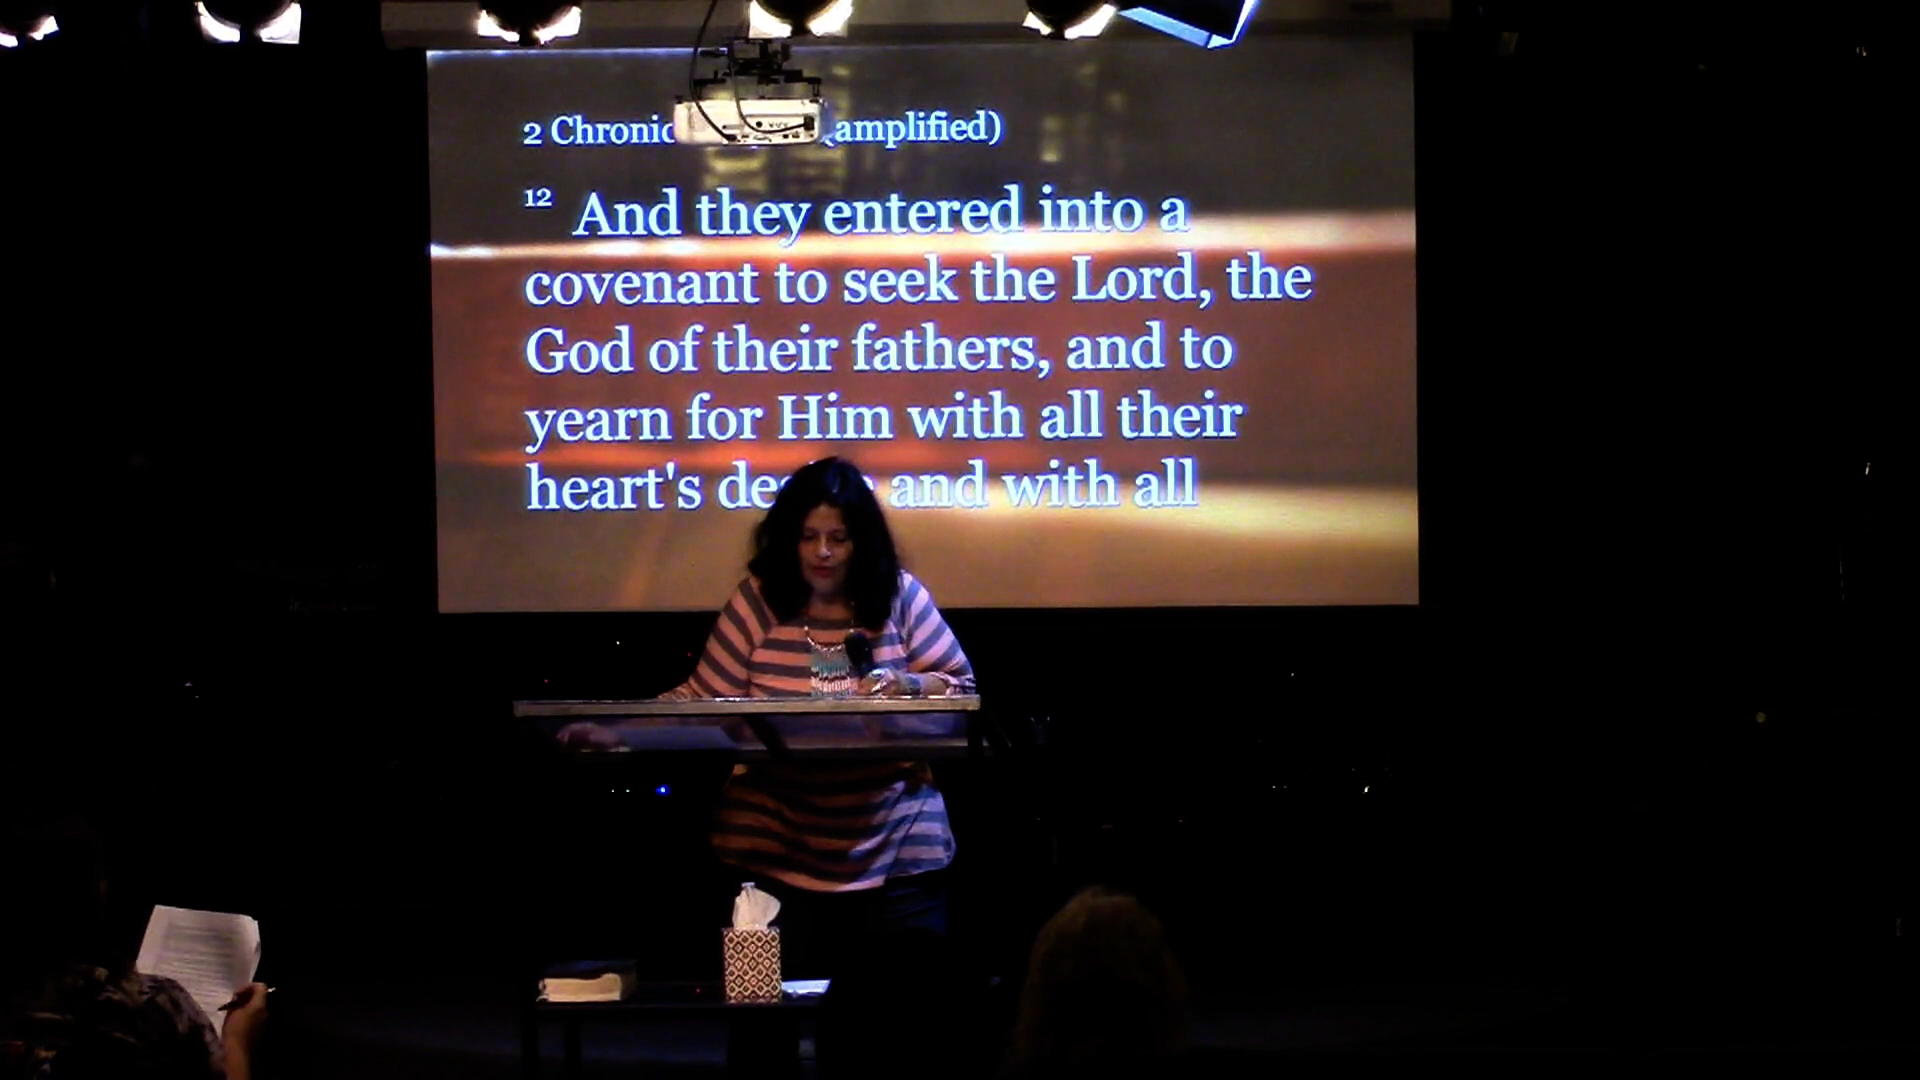 2 Chronic (amplified)
12 And they entered into a
covenant to seek the Lord, the
God of their fathers, and to
yearn for Him with all their
heart's de and with all